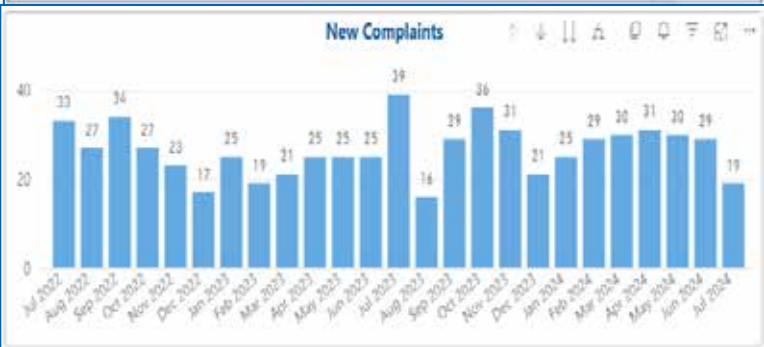 New Complaints
40
20
0
33 27 34 27 23 17 25 19 21 25 25 25 39 16 29 36 31 21 25 29 30 31 30 29 19
Jul 2022 Aug 2022 Sep 2022 Oct 2022 Nov 2022 Dec 2022 Jan 2023 Feb 2023 Mar 2023 Apr 2023 May 2023 Jun 2023 Jul 2023 Aug 2023 Sep 2023 Oct 2023 Nov 2023 Dec 2023 Jan 2024 Feb 2024 Mar 2024 Apr 2024 May 2024 Jun 2024 Jul 2024